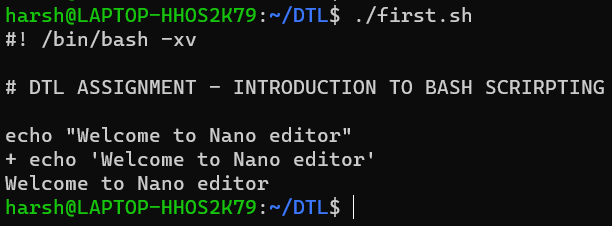 harsh@LAPTOP-HHOS2K79:~/DTL$ ./first.sh
#! /bin/bash -xv
# DTL ASSIGNMENT - INTRODUCTION TO BASH SCRIRPTING
echo "Welcome to Nano editor"
+ echo 'Welcome to Nano editor'
Welcome to Nano editor
harsh@LAPTOP-HHOS2K79:~/DTL$